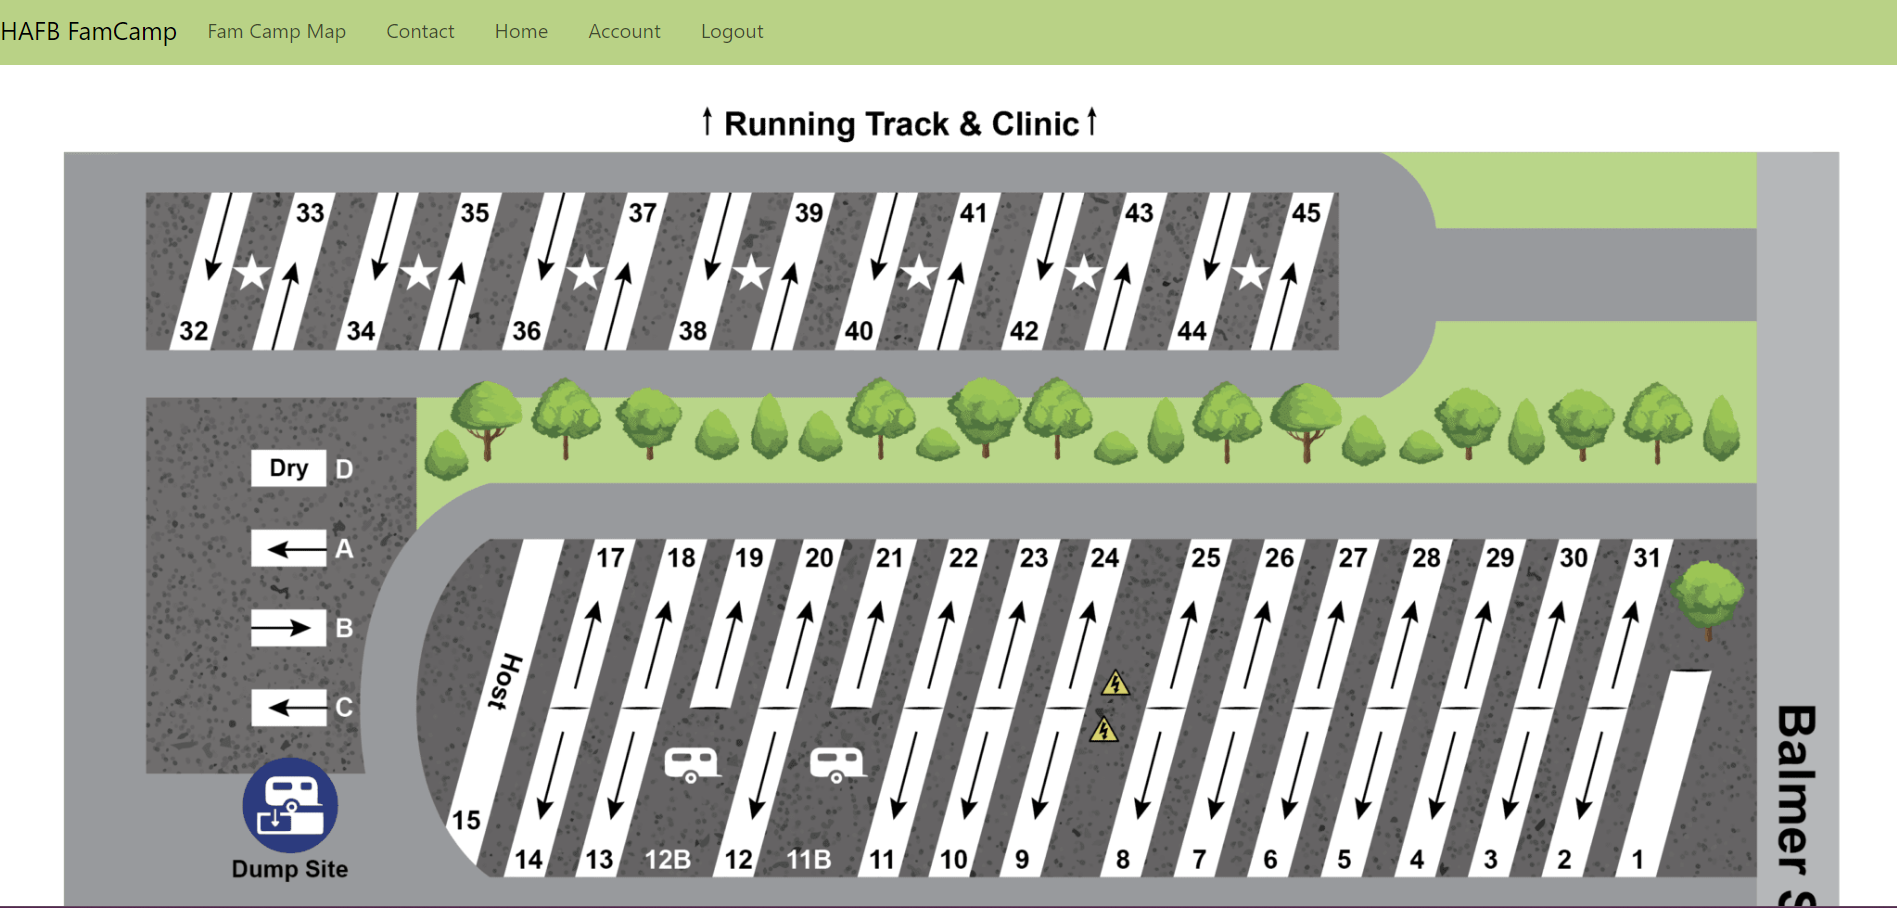 HAFB FamCamp Fam Camp Map Contact Home Account Logout
↑ Running Track & Clinic ↑
33 35 37 39 41 43 45
32 34 36 38 40 42 44
Dry D
A
B
C
Dump Site
17 18 19 20 21 22 23 24 25 26 27 28 29 30 31
Host
15
14 13 12B 12 11B 11 10 9 8 7 6 5 4 3 2 1
Balmer